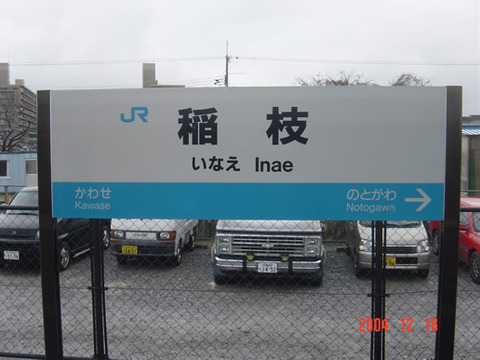 JR
稲枝
いなえ Inae
かわせ
Kawase
のとがわ
Notogawa
2004 12 16